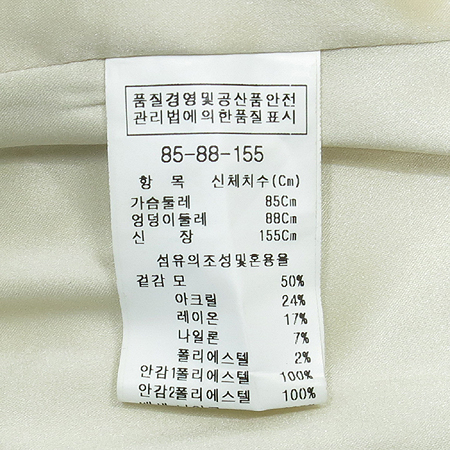 품질경영및공산품안전
관리법에의한품질표시
85-88-155
항 목 신체치수(Cm)
가슴둘레 85Cm
엉덩이둘레 88Cm
신 장 155Cm
섬유의조성및혼용율
겉감 모 50%
아크릴 24%
레이온 17%
나일론 7%
폴리에스텔 2%
안감1폴리에스텔 100%
안감2폴리에스텔 100%